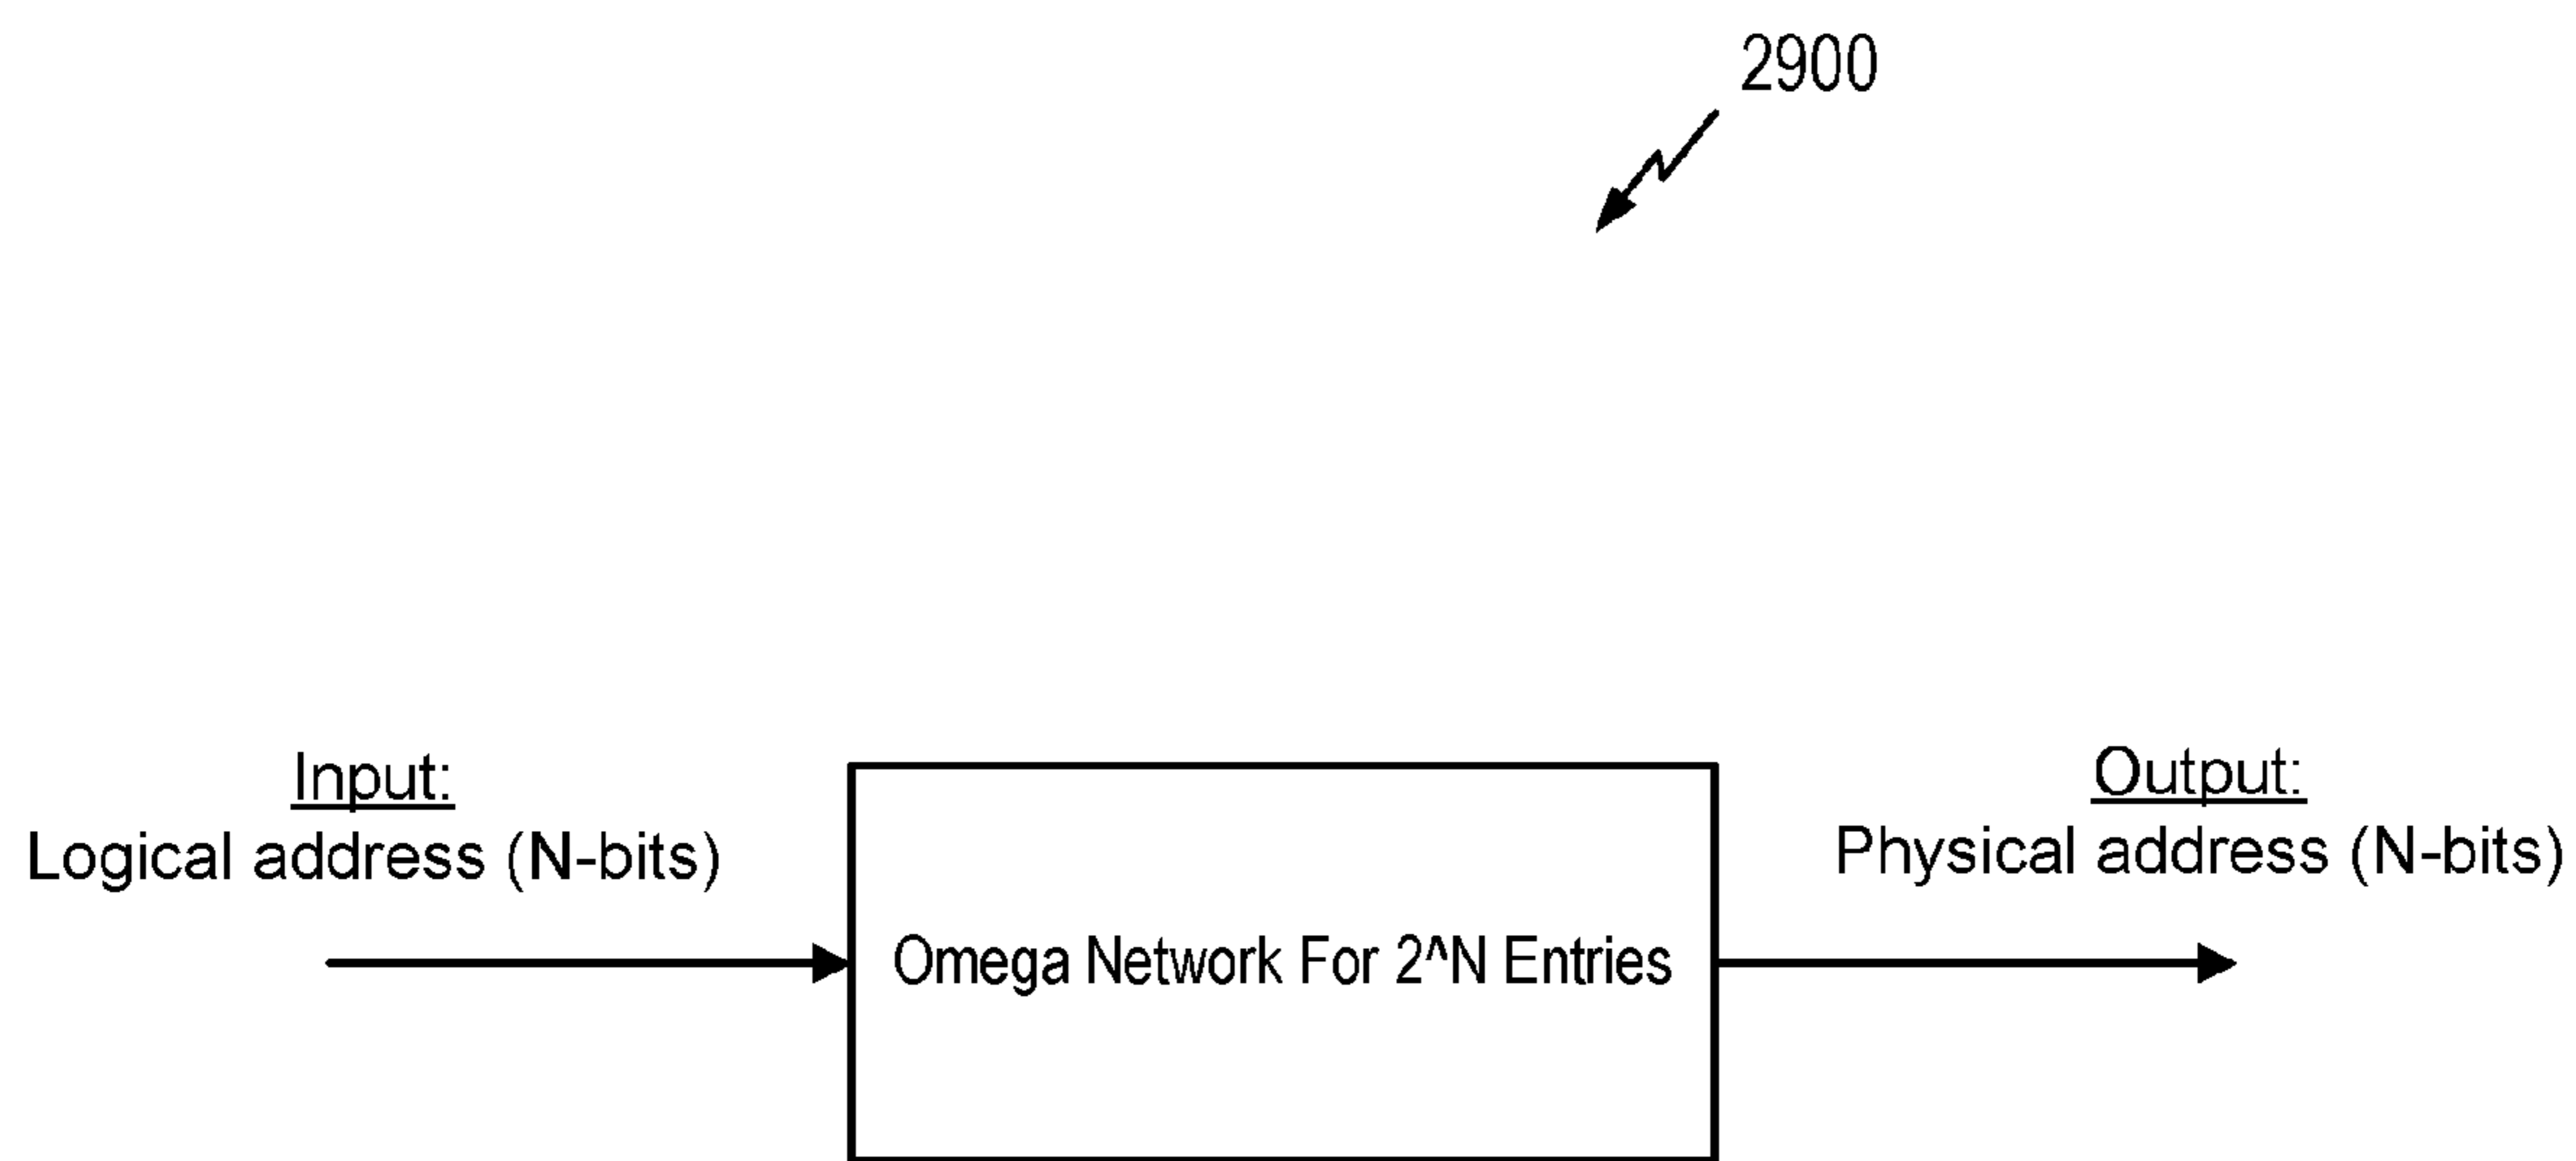 2900
Input:
Logical address (N-bits)
Output:
Physical address (N-bits)
Omega Network For 2^N Entries